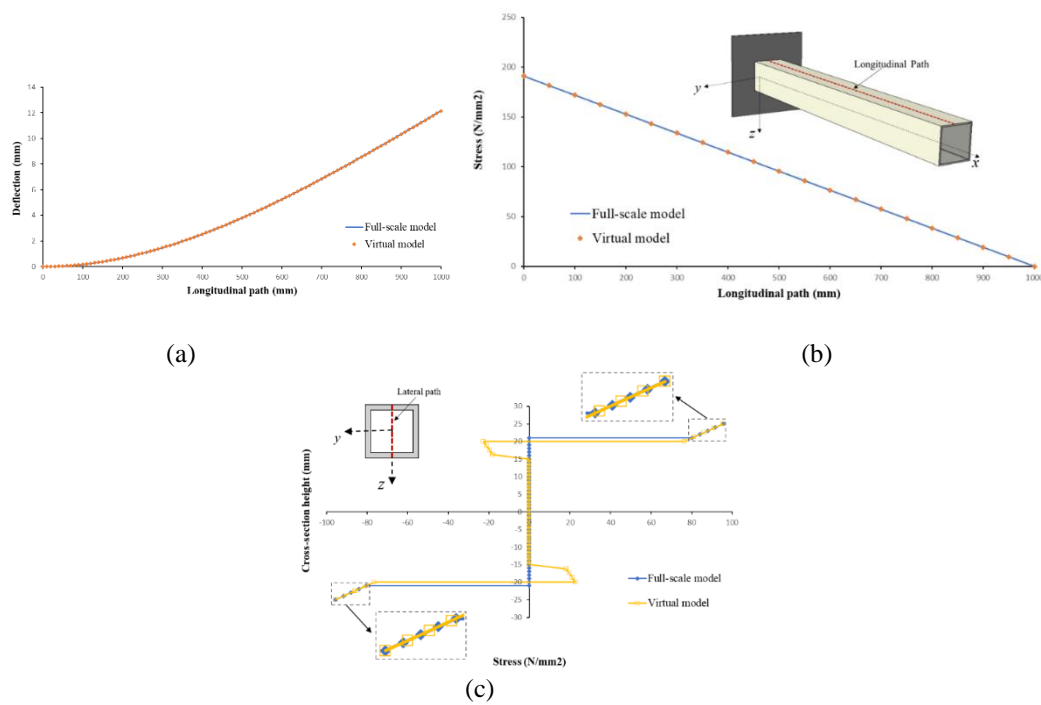 14
12
10
8
6
4
2
0
Deflection (mm)
0 100 200 300 400 500 600 700 800 900 1000
Longitudinal path (mm)
Full-scale model
Virtual model
(a)
250
200
150
100
50
0
Stress (N/mm2)
0 100 200 300 400 500 600 700 800 900 1000
Longitudinal path (mm)
Longitudinal Path
y
z
x
Full-scale model
Virtual model
(b)
Lateral path
y
z
Cross-section height (mm)
30
25
20
15
10
5
0
-5
-10
-15
-20
-25
-30
-100 -80 -60 -40 -20 0 20 40 60 80 100
Full-scale model
Virtual model
Stress (N/mm2)
(c)